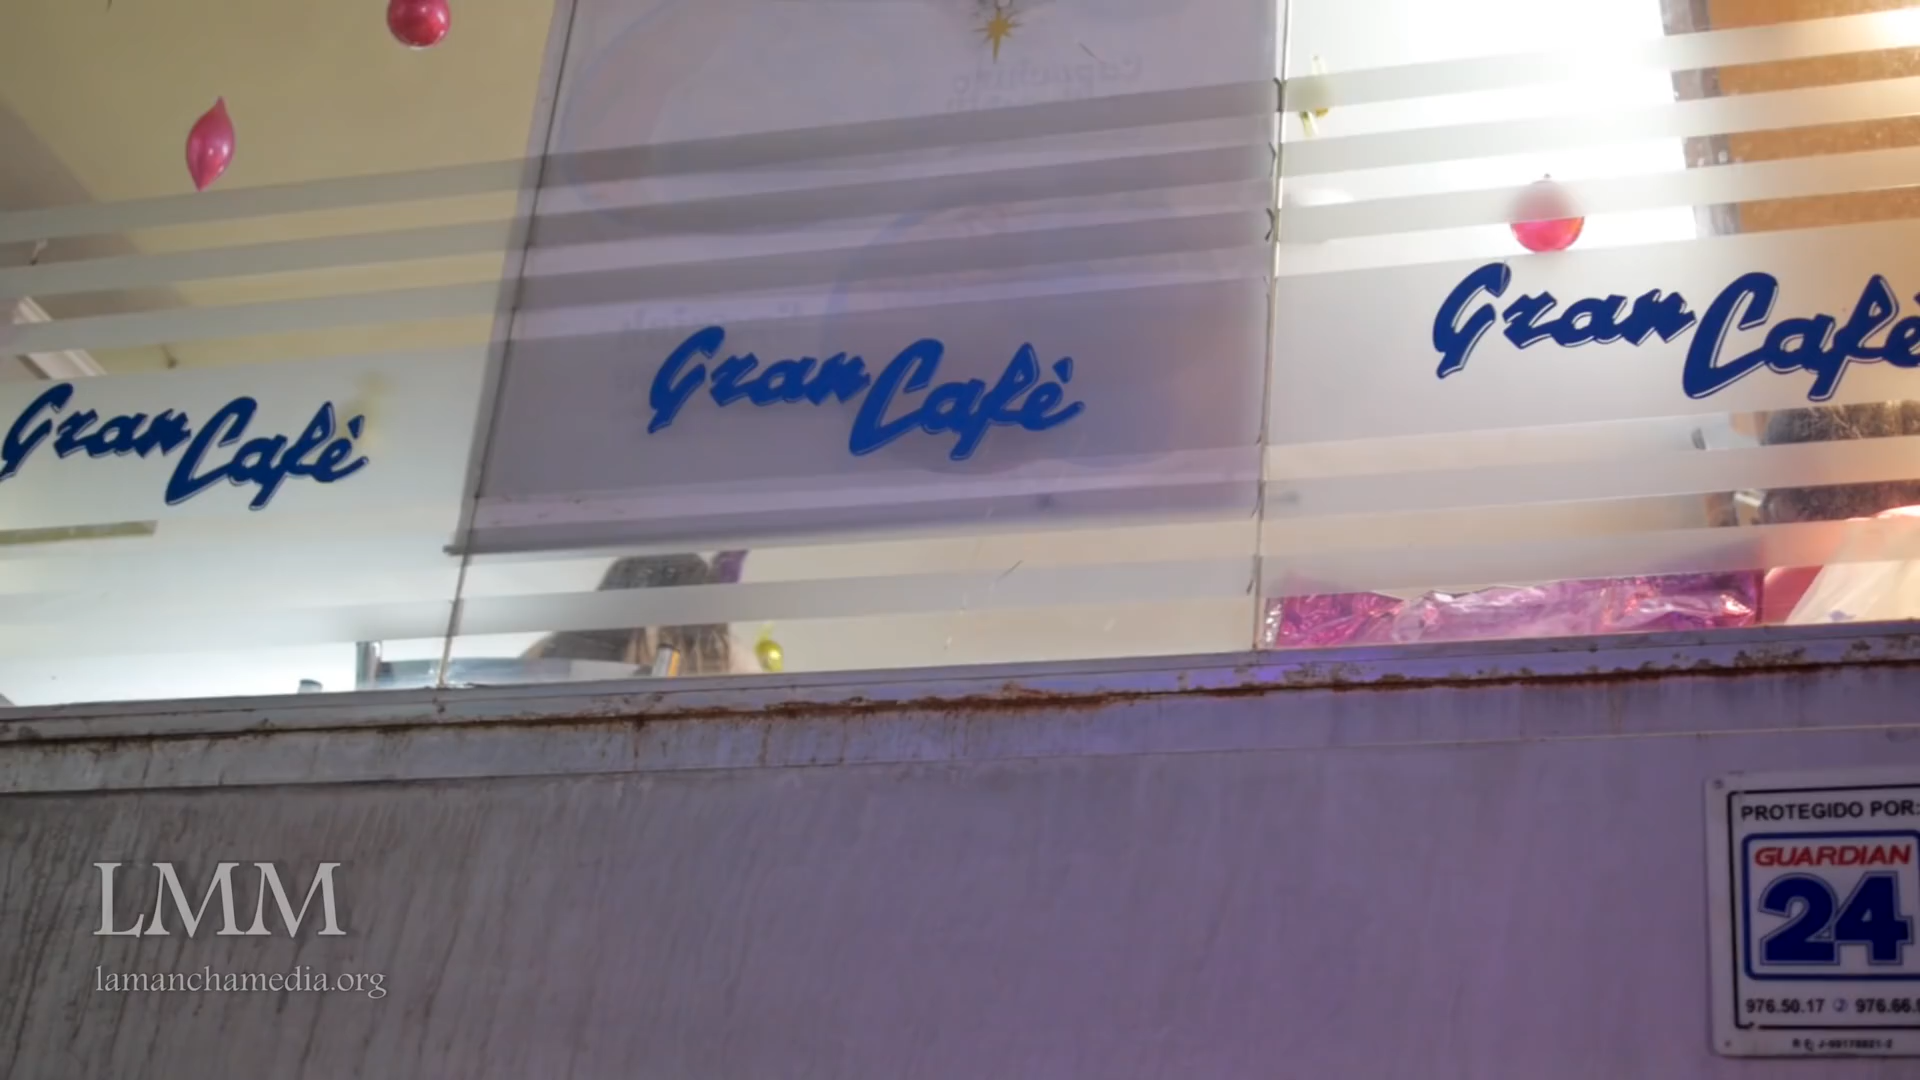 Gran Café
Gran Café
Gran Café
PROTEGIDO POR:
GUARDIAN
24
976.50.17
LMM
lamanchamedia.org